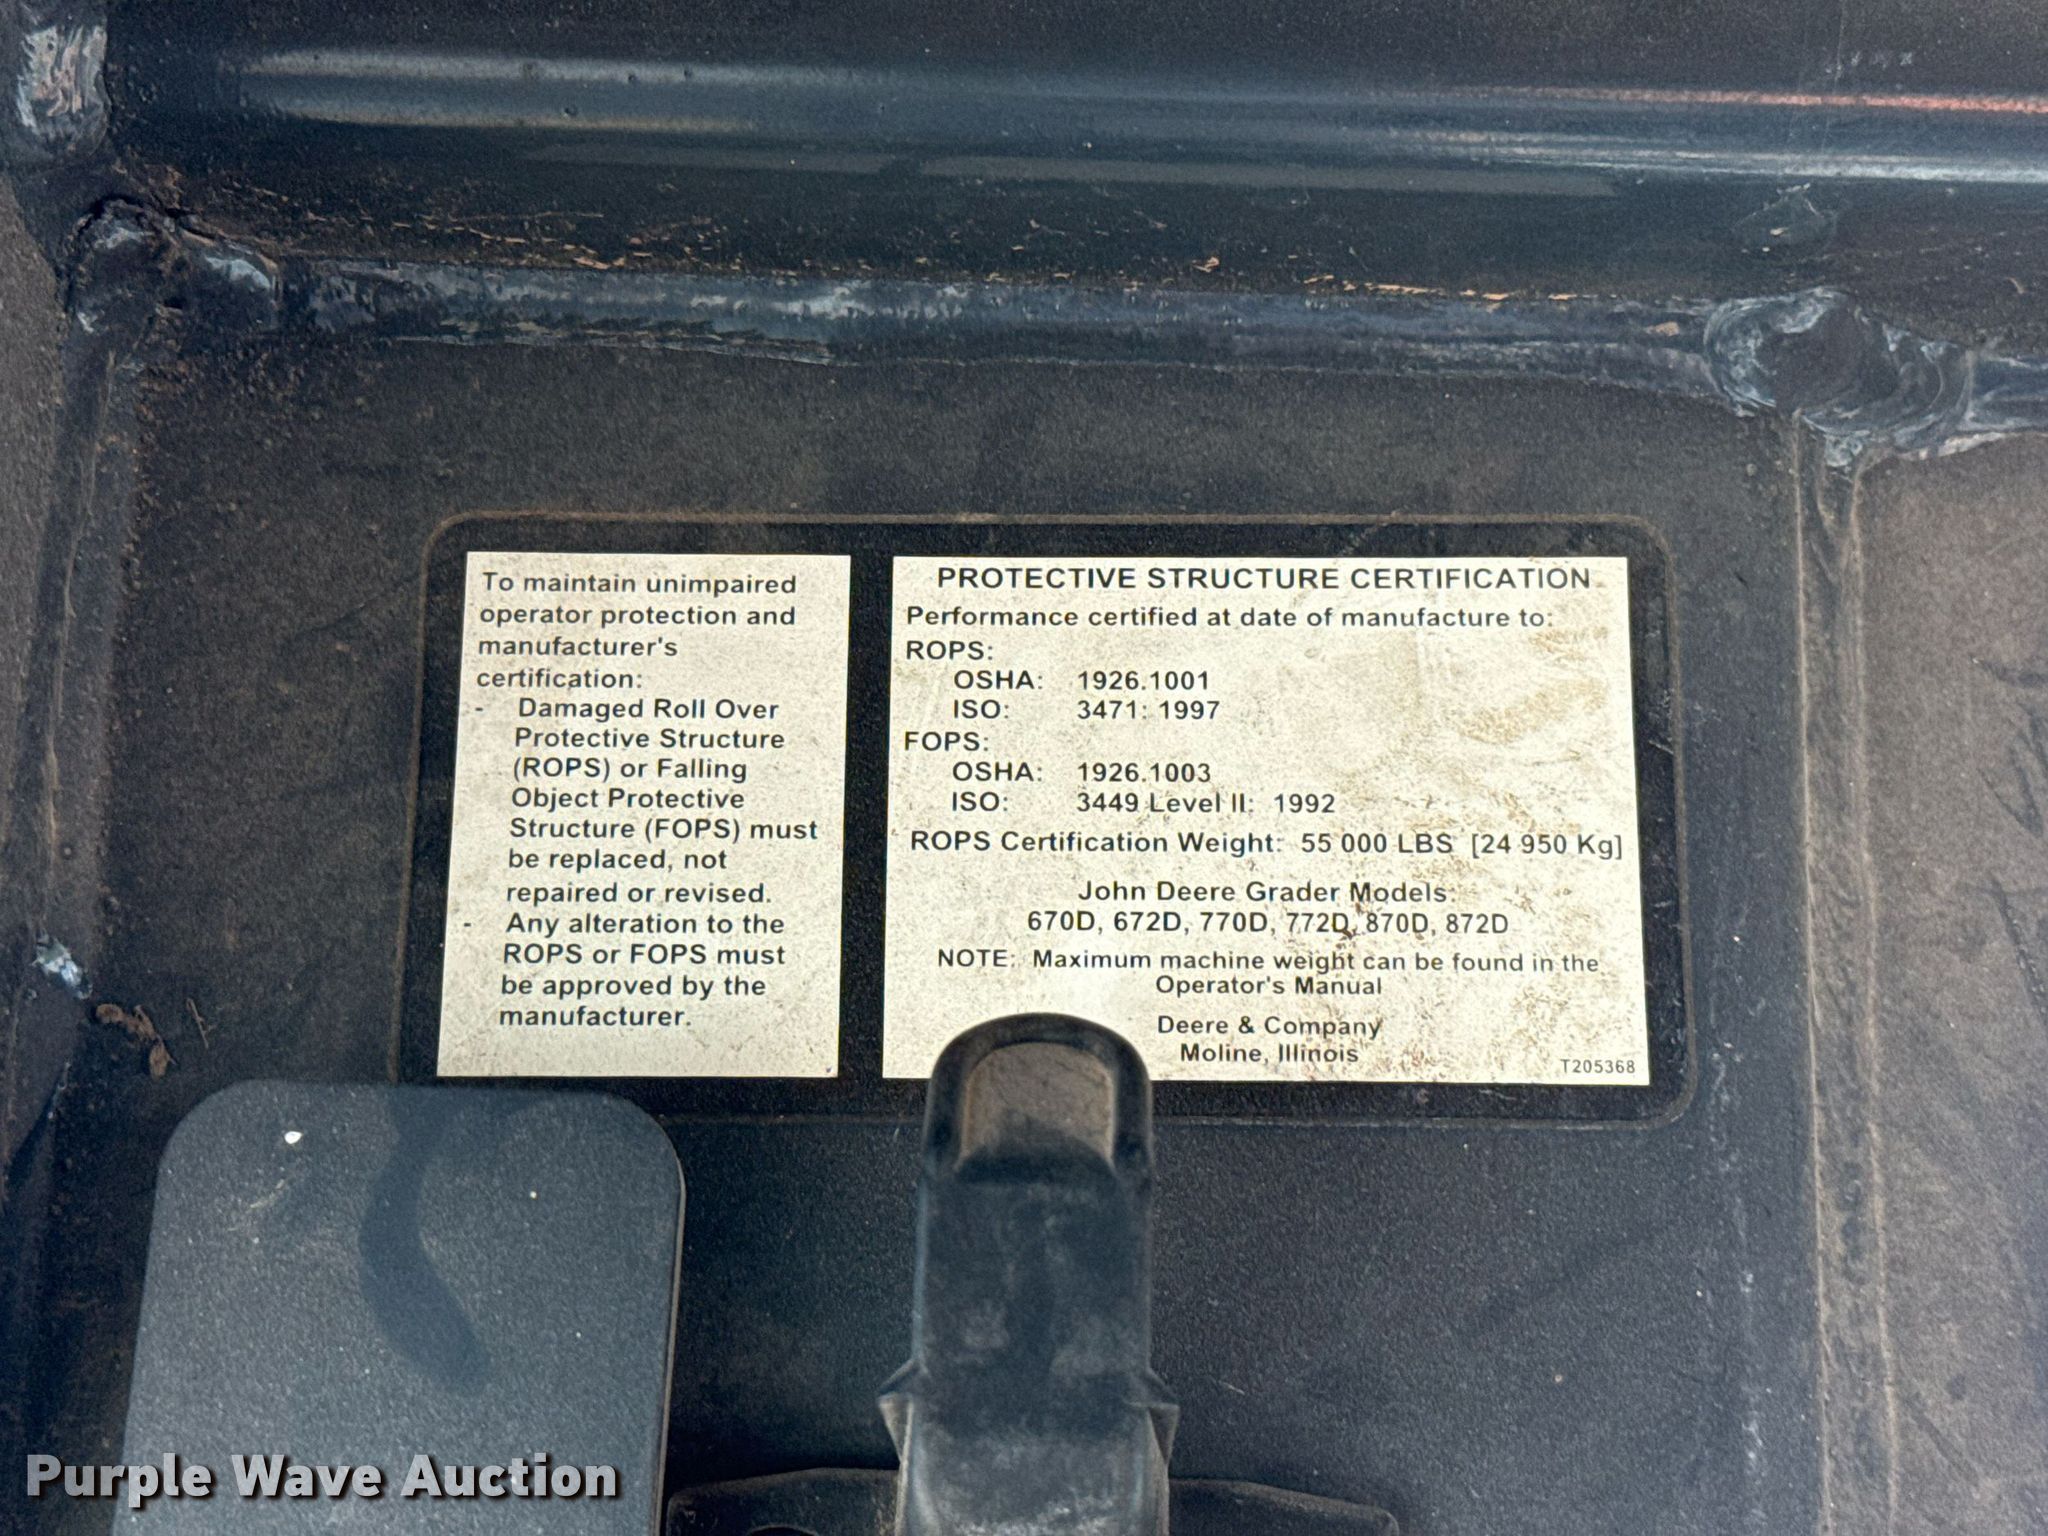 To maintain unimpaired
operator protection and
manufacturer's
certification:
- Damaged Roll Over
Protective Structure
(ROPS) or Falling
Object Protective
Structure (FOPS) must
be replaced, not
repaired or revised.
- Any alteration to the
ROPS or FOPS must
be approved by the
manufacturer.
PROTECTIVE STRUCTURE CERTIFICATION
Performance certified at date of manufacture to:
ROPS:
OSHA: 1926.1001
ISO: 3471: 1997
FOPS:
OSHA: 1926.1003
ISO: 3449 Level II: 1992
ROPS Certification Weight: 55 000 LBS [24 950 Kg]
John Deere Grader Models:
670D, 672D, 770D, 772D, 870D, 872D
NOTE: Maximum machine weight can be found in the
Operator's Manual
Deere & Company
Moline, Illinois
T205368
Purple Wave Auction